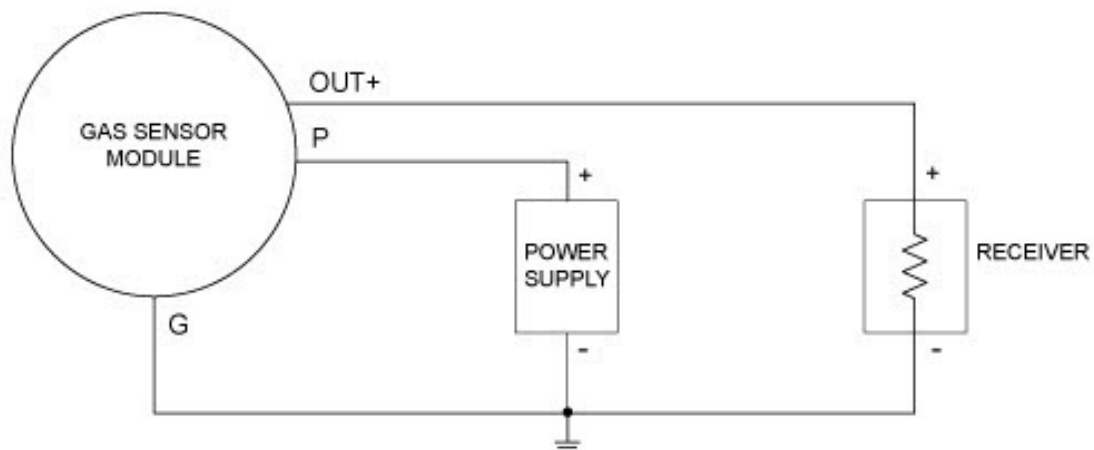 OUT+
GAS SENSOR
MODULE
P
+
+
POWER
SUPPLY
RECEIVER
G
-
-